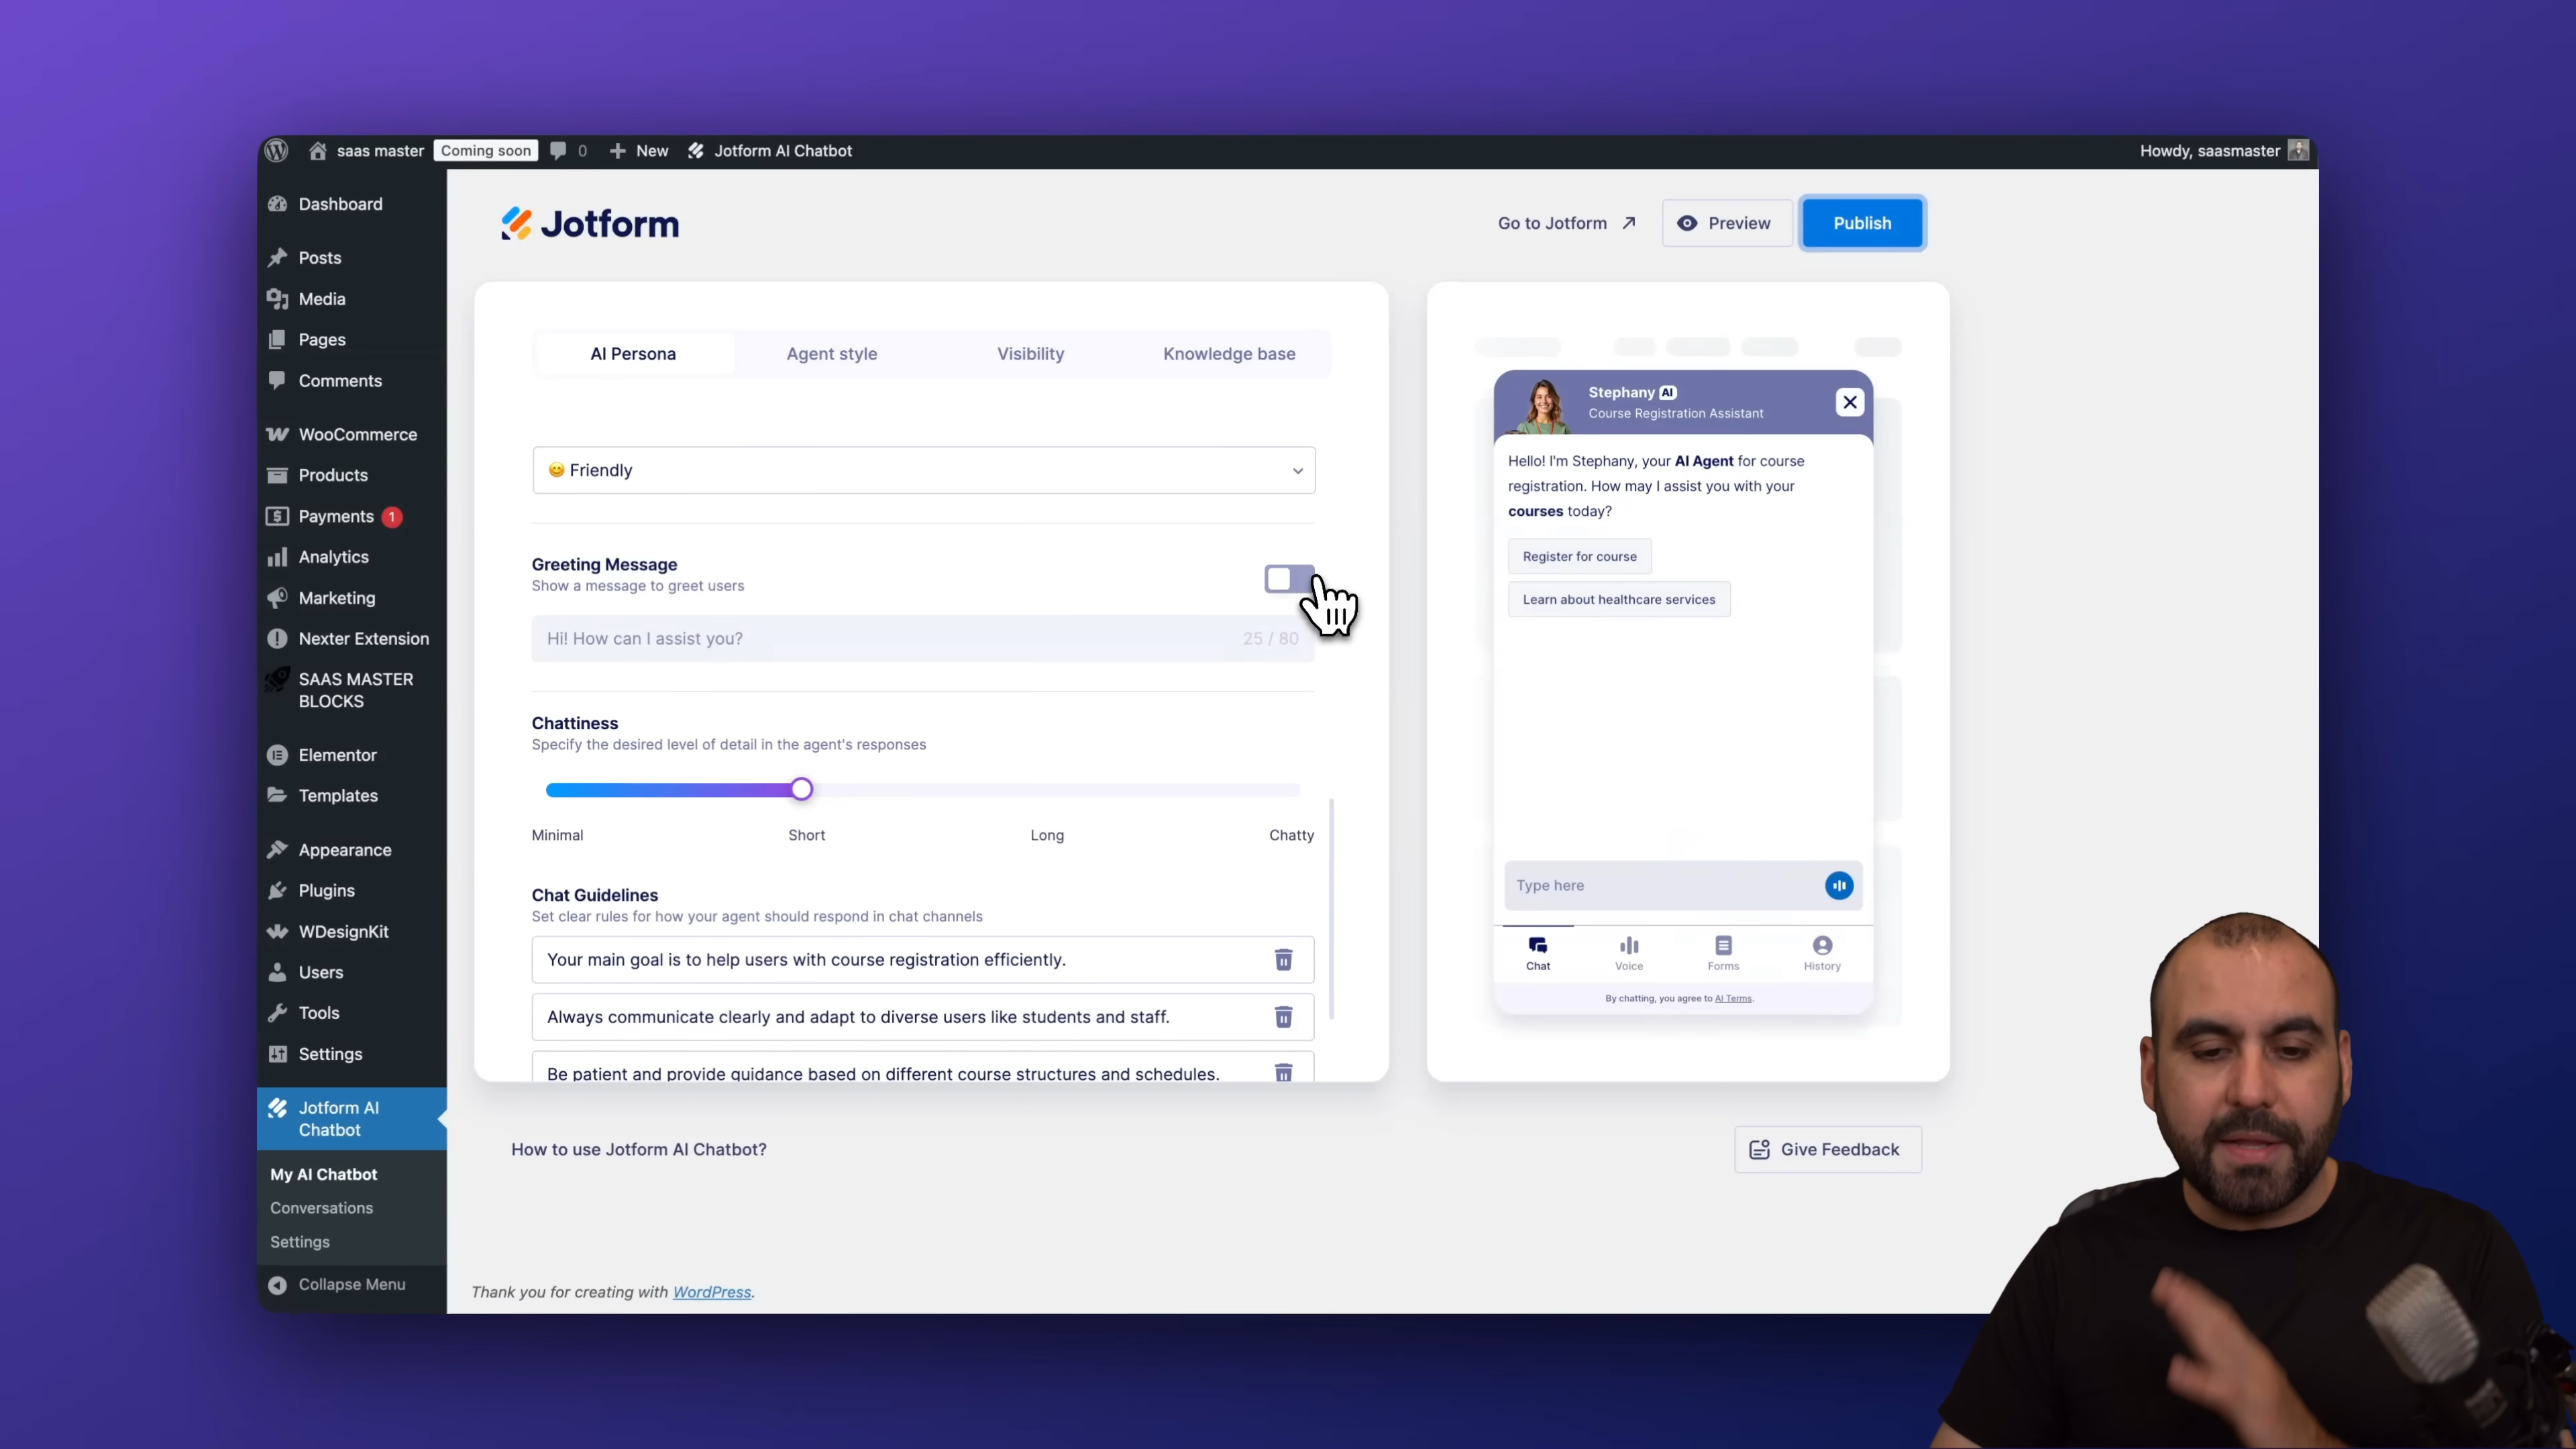 saas master
Coming soon
0
New
Jotform AI Chatbot
Howdy, saasmaster
Dashboard
Posts
Media
Pages
Comments
WooCommerce
Products
Payments 1
Analytics
Marketing
Nexter Extension
SAAS MASTER
BLOCKS
Elementor
Templates
Appearance
Plugins
WDesignKit
Users
Tools
Settings
Jotform AI
Chatbot
My AI Chatbot
Conversations
Settings
Collapse Menu
Jotform
Go to Jotform
Preview
Publish
AI Persona
Agent style
Visibility
Knowledge base
Friendly
Greeting Message
Show a message to greet users
Hi! How can I assist you?
25 / 80
Chattiness
Specify the desired level of detail in the agent's responses
Minimal
Short
Long
Chatty
Chat Guidelines
Set clear rules for how your agent should respond in chat channels
Your main goal is to help users with course registration efficiently.
Always communicate clearly and adapt to diverse users like students and staff.
Be patient and provide guidance based on different course structures and schedules.
Stephany AI
Course Registration Assistant
Hello! I'm Stephany, your AI Agent for course
registration. How may I assist you with your
courses today?
Register for course
Learn about healthcare services
Type here
Chat
Voice
Forms
History
By chatting, you agree to AI Terms.
How to use Jotform AI Chatbot?
Give Feedback
Thank you for creating with WordPress.